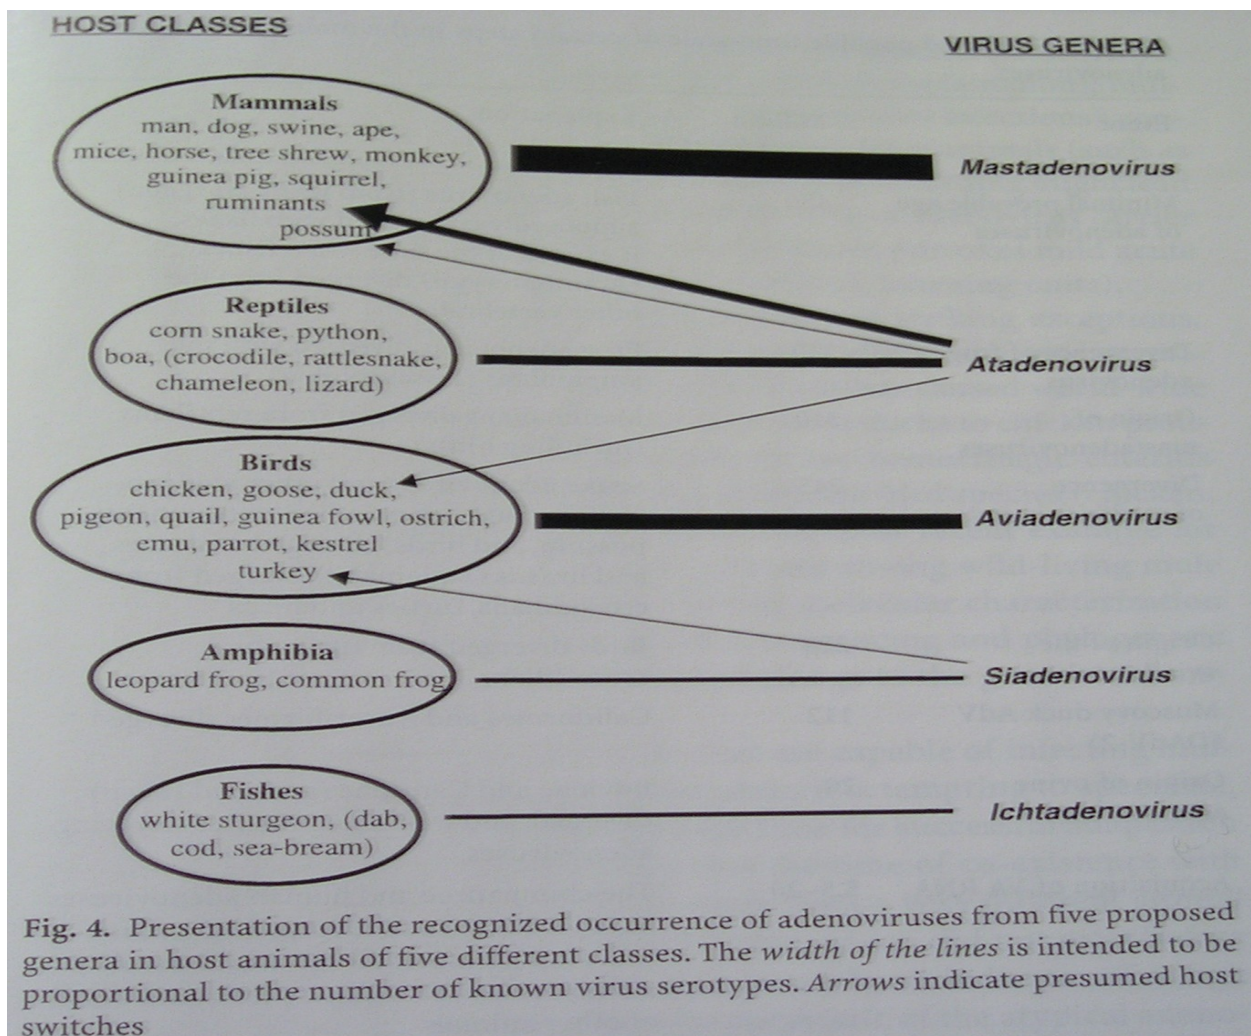 HOST CLASSES
VIRUS GENERA
Mammals
man, dog, swine, ape,
mice, horse, tree shrew, monkey,
guinea pig, squirrel,
ruminants
possum
Mastadenovirus
Reptiles
corn snake, python,
boa, (crocodile, rattlesnake,
chameleon, lizard)
Atadenovirus
Birds
chicken, goose, duck,
pigeon, quail, guinea fowl, ostrich,
emu, parrot, kestrel
turkey
Aviadenovirus
Amphibia
leopard frog, common frog
Siadenovirus
Fishes
white sturgeon, (dab,
cod, sea-bream)
Ichtadenovirus
Fig. 4. Presentation of the recognized occurrence of adenoviruses from five proposed
genera in host animals of five different classes. The width of the lines is intended to be
proportional to the number of known virus serotypes. Arrows indicate presumed host
switches